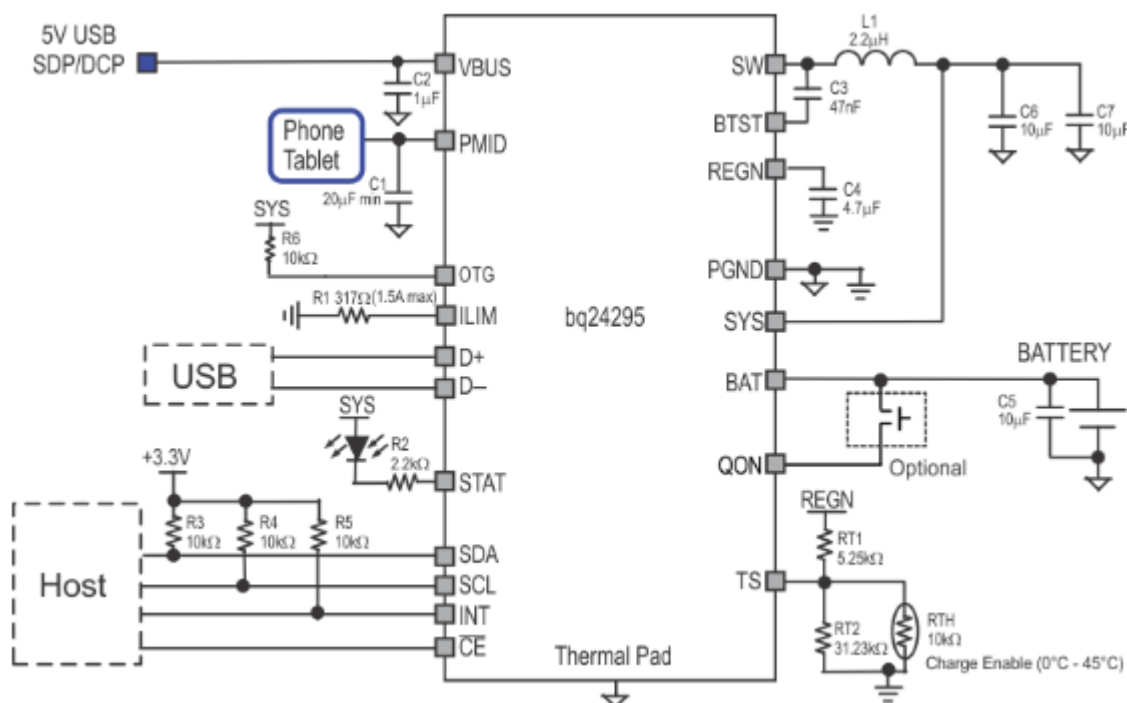 5V USB
SDP/DCP
VBUS
C2
1µF
Phone
Tablet
PMID
C1
20µF min
SYS
R6
10kΩ
OTG
R1 317Ω(1.5A max)
ILIM
D+
USB
D–
SYS
R2
2.2kΩ
STAT
+3.3V
R3
10kΩ
R4
10kΩ
R5
10kΩ
Host
SDA
SCL
INT
CE
bq24295
Thermal Pad
L1
2.2µH
SW
C3
47nF
BTST
C6
10µF
C7
10µF
REGN
C4
4.7µF
PGND
SYS
BATTERY
BAT
C5
10µF
QON
Optional
REGN
RT1
5.25kΩ
TS
RT2
31.23kΩ
RTH
10kΩ
Charge Enable (0°C - 45°C)